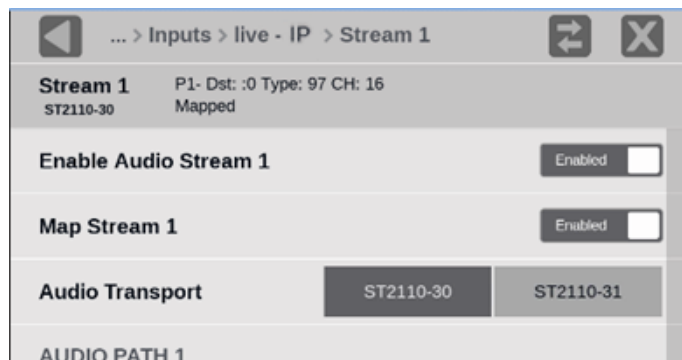 ... > Inputs > live - IP > Stream 1
Stream 1 P1- Dst: :0 Type: 97 CH: 16
ST2110-30 Mapped
Enable Audio Stream 1 Enabled
Map Stream 1 Enabled
Audio Transport ST2110-30 ST2110-31
AUDIO PATH 1